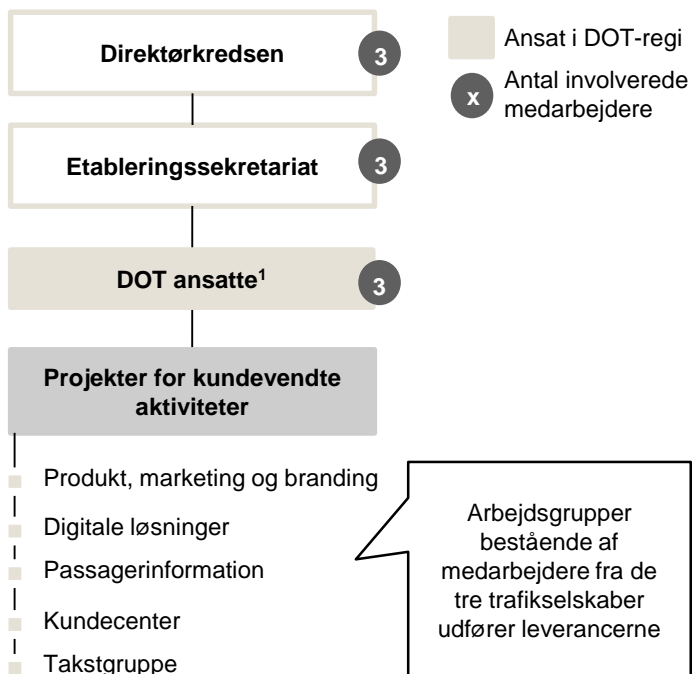 Direktørkredsen
3
Ansat i DOT-regi
x
Antal involverede
medarbejdere
Etableringssekretariat
3
DOT ansatte¹
3
Projekter for kundevendte
aktiviteter
Produkt, marketing og branding
Digitale løsninger
Passagerinformation
Kundecenter
Takstgruppe
Arbejdsgrupper
bestående af
medarbejdere fra de
tre trafikselskaber
udfører leverancerne